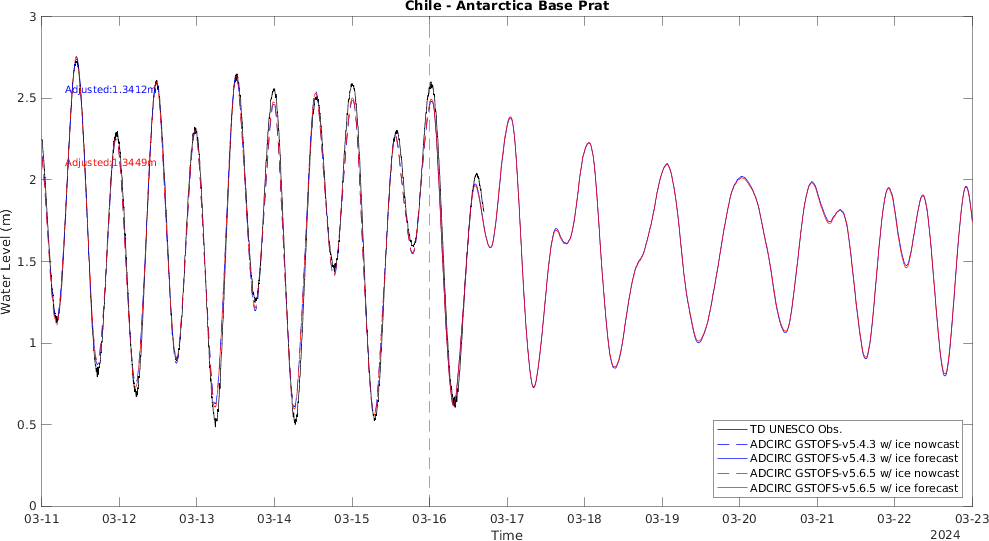 Chile - Antarctica Base Prat
3
2.5
2
1.5
1
0.5
0
Water Level (m)
Adjusted:1.3412m
Adjusted:1.3449m
TD UNESCO Obs.
ADCIRC GSTOFS-v5.4.3 w/ ice nowcast
ADCIRC GSTOFS-v5.4.3 w/ ice forecast
ADCIRC GSTOFS-v5.6.5 w/ ice nowcast
ADCIRC GSTOFS-v5.6.5 w/ ice forecast
03-11 03-12 03-13 03-14 03-15 03-16 03-17 03-18 03-19 03-20 03-21 03-22 03-23
Time
2024